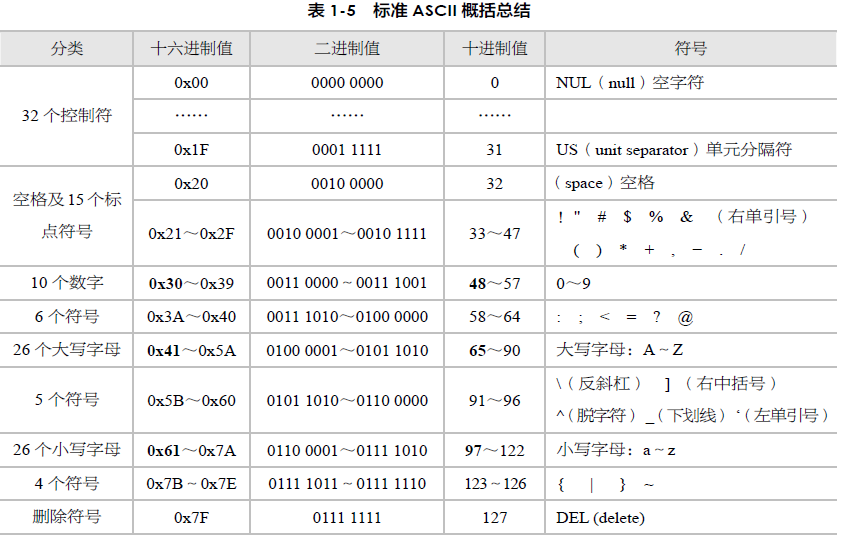 表 1-5 标准 ASCII 概括总结
分类 十六进制值 二进制值 十进制值 符号
32 个控制符
0x00 0000 0000 0 NUL（null）空字符
…… …… ……
0x1F 0001 1111 31 US（unit separator）单元分隔符
空格及 15 个标
点符号
0x20 0010 0000 32 （space）空格
0x21～0x2F 0010 0001～0010 1111 33～47
! " # $ % & （右单引号）
( ) * + , − . /
10 个数字 0x30～0x39 0011 0000 ~ 0011 1001 48～57 0～9
6 个符号 0x3A～0x40 0011 1010～0100 0000 58～64 : ; < = ? @
26 个大写字母 0x41～0x5A 0100 0001～0101 1010 65～90 大写字母：A ~ Z
5 个符号 0x5B～0x60 0101 1010～0110 0000 91～96
\（反斜杠） ] （右中括号）
^（脱字符）_（下划线）‘（左单引号）
26 个小写字母 0x61～0x7A 0110 0001～0111 1010 97～122 小写字母：a ~ z
4 个符号 0x7B ~ 0x7E 0111 1011 ~ 0111 1110 123 ~ 126 { | } ~
删除符号 0x7F 0111 1111 127 DEL (delete)